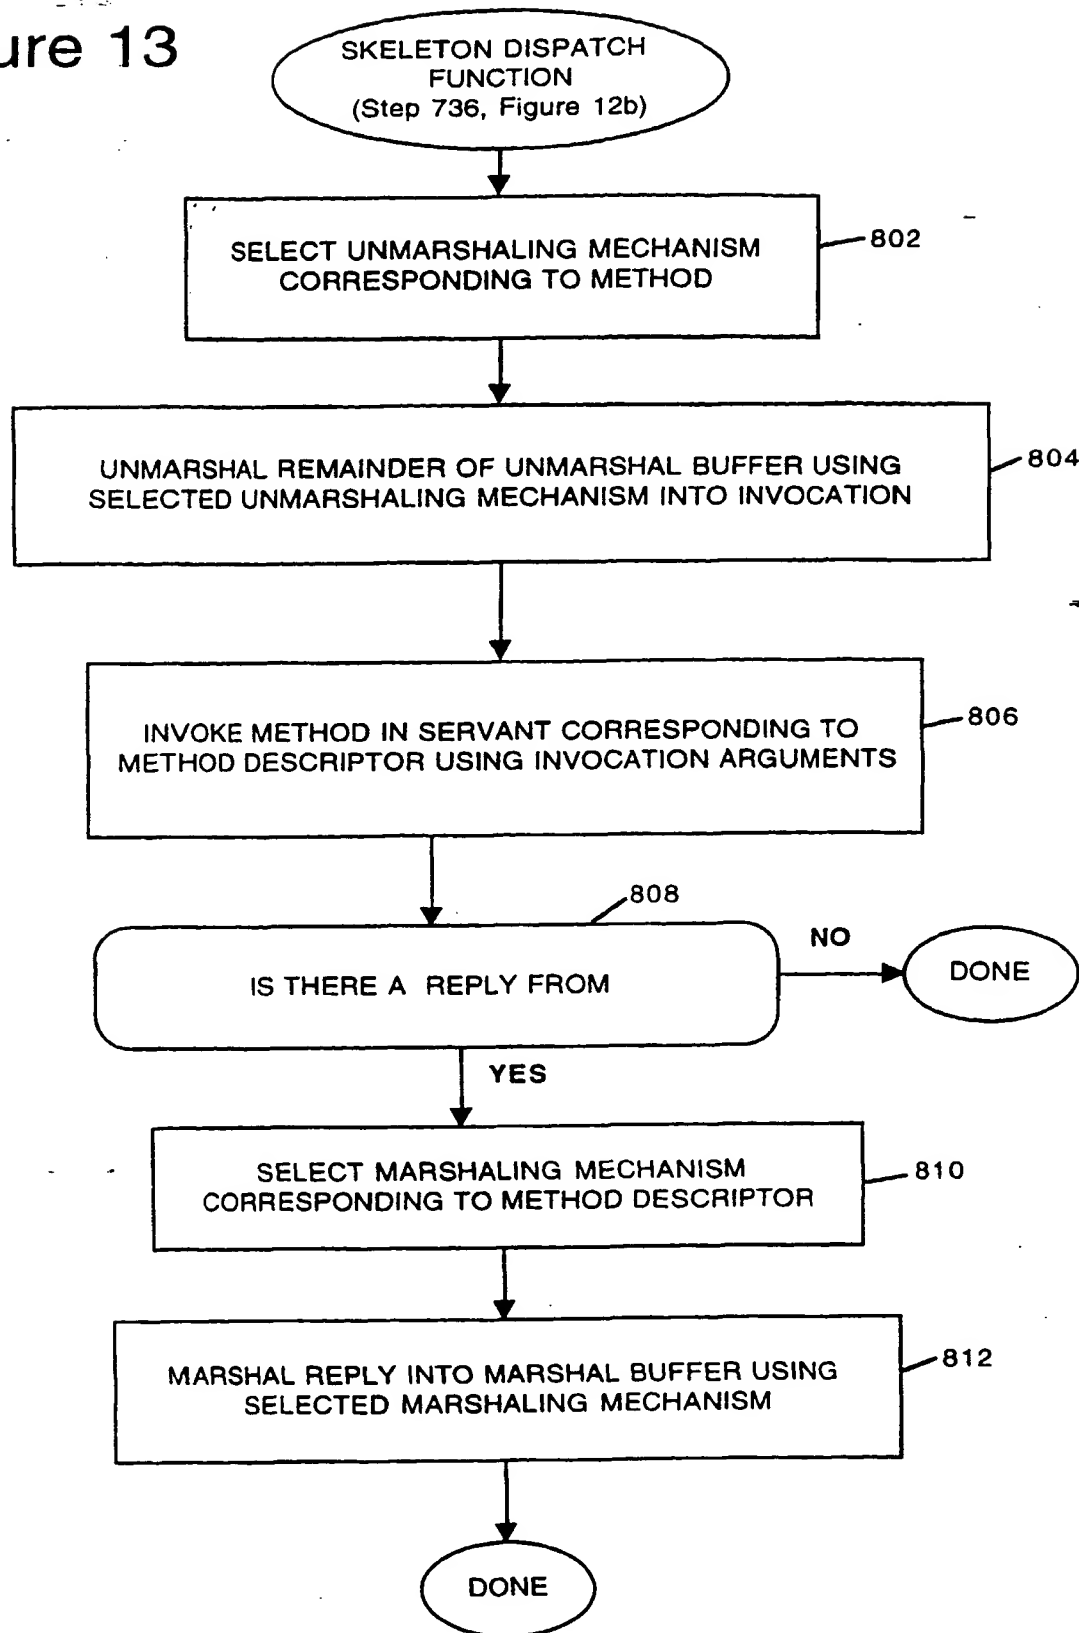 ure 13
SKELETON DISPATCH
FUNCTION
(Step 736, Figure 12b)
SELECT UNMARSHALING MECHANISM
CORRESPONDING TO METHOD
802
UNMARSHAL REMAINDER OF UNMARSHAL BUFFER USING
SELECTED UNMARSHALING MECHANISM INTO INVOCATION
804
INVOKE METHOD IN SERVANT CORRESPONDING TO
METHOD DESCRIPTOR USING INVOCATION ARGUMENTS
806
808
IS THERE A REPLY FROM
NO
DONE
YES
SELECT MARSHALING MECHANISM
CORRESPONDING TO METHOD DESCRIPTOR
810
MARSHAL REPLY INTO MARSHAL BUFFER USING
SELECTED MARSHALING MECHANISM
812
DONE